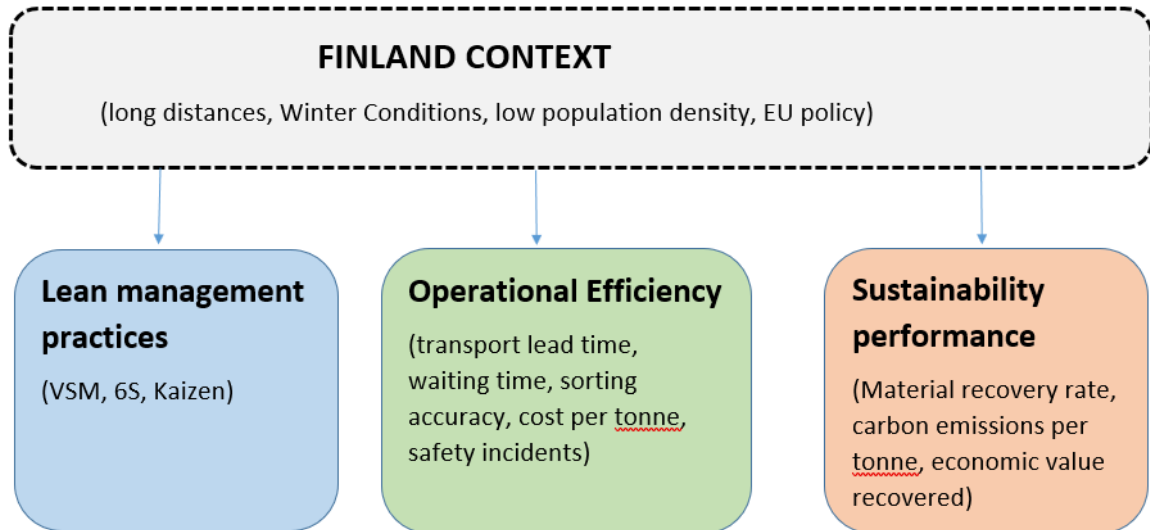 FINLAND CONTEXT
(long distances, Winter Conditions, low population density, EU policy)
Lean management
practices
(VSM, 6S, Kaizen)
Operational Efficiency
(transport lead time,
waiting time, sorting
accuracy, cost per tonne,
safety incidents)
Sustainability
performance
(Material recovery rate,
carbon emissions per
tonne, economic value
recovered)